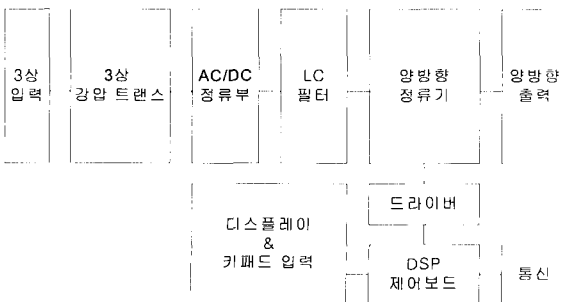 3상
입력
3상
강압 트랜스
AC/DC
정류부
LC
필터
양방향
정류기
양방향
출력
드라이버
디스플레이
&
키패드 입력
DSP
제어보드
통신